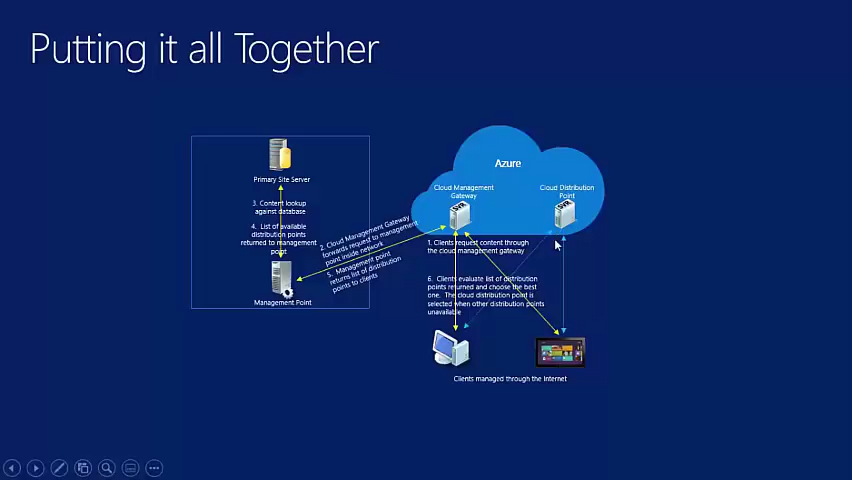 Putting it all Together
Azure
Primary Site Server
Cloud Management
Gateway
Cloud Distribution
Point
3. Content lookup
against database
4. List of available
distribution points
returned to management
point
2. Cloud Management Gateway
forwards request to management
point inside network
5. Management point
returns list of distribution
points to clients
1. Clients request content through
the cloud management gateway
6. Clients evaluate list of distribution
points returned and choose the best
one. The cloud distribution point is
selected when other distribution points
unavailable
Management Point
Clients managed through the Internet